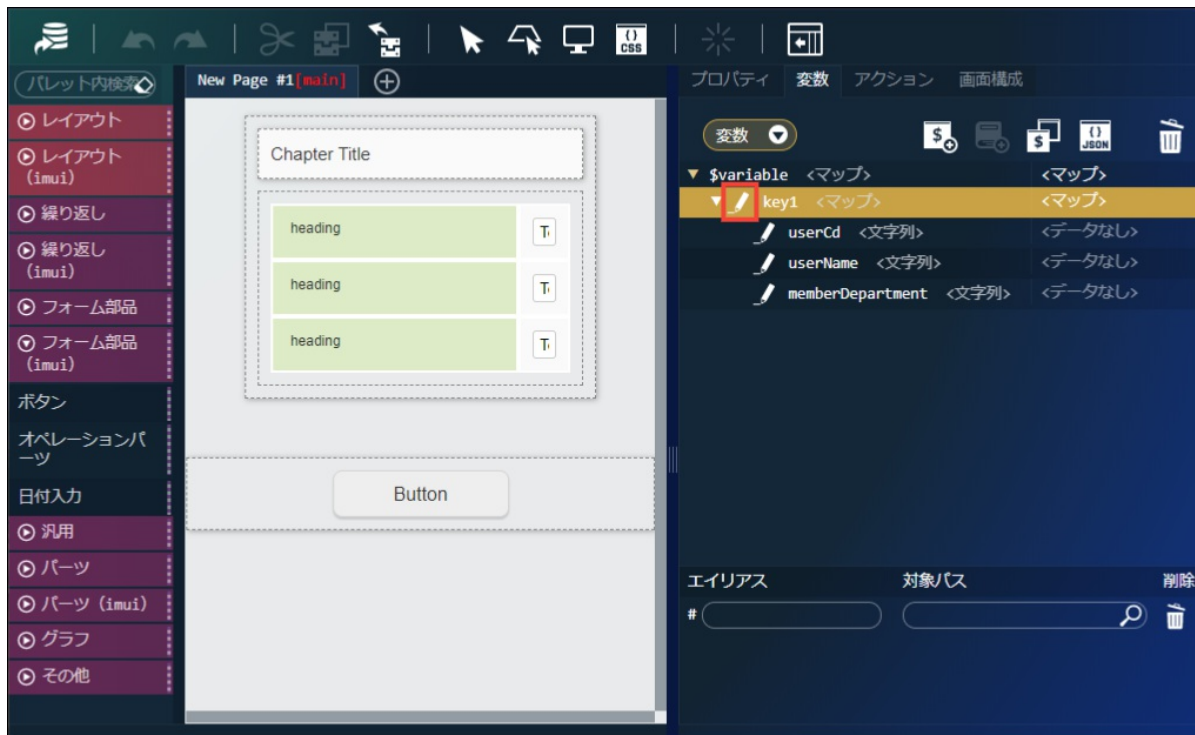 {} CSS
パレット内検索
New Page #1[main]
プロパティ 変数 アクション 画面構成
レイアウト
レイアウト
(imui)
繰り返し
繰り返し
(imui)
フォーム部品
フォーム部品
(imui)
ボタン
オペレーションパ
ーツ
日付入力
汎用
パーツ
パーツ (imui)
グラフ
その他
Chapter Title
heading
heading
heading
Button
変数 $ $ {} JSON
$variable <マップ> <マップ>
key1 <マップ> <マップ>
userCd <文字列> <データなし>
userName <文字列> <データなし>
memberDepartment <文字列> <データなし>
エイリアス 対象パス 削除
#